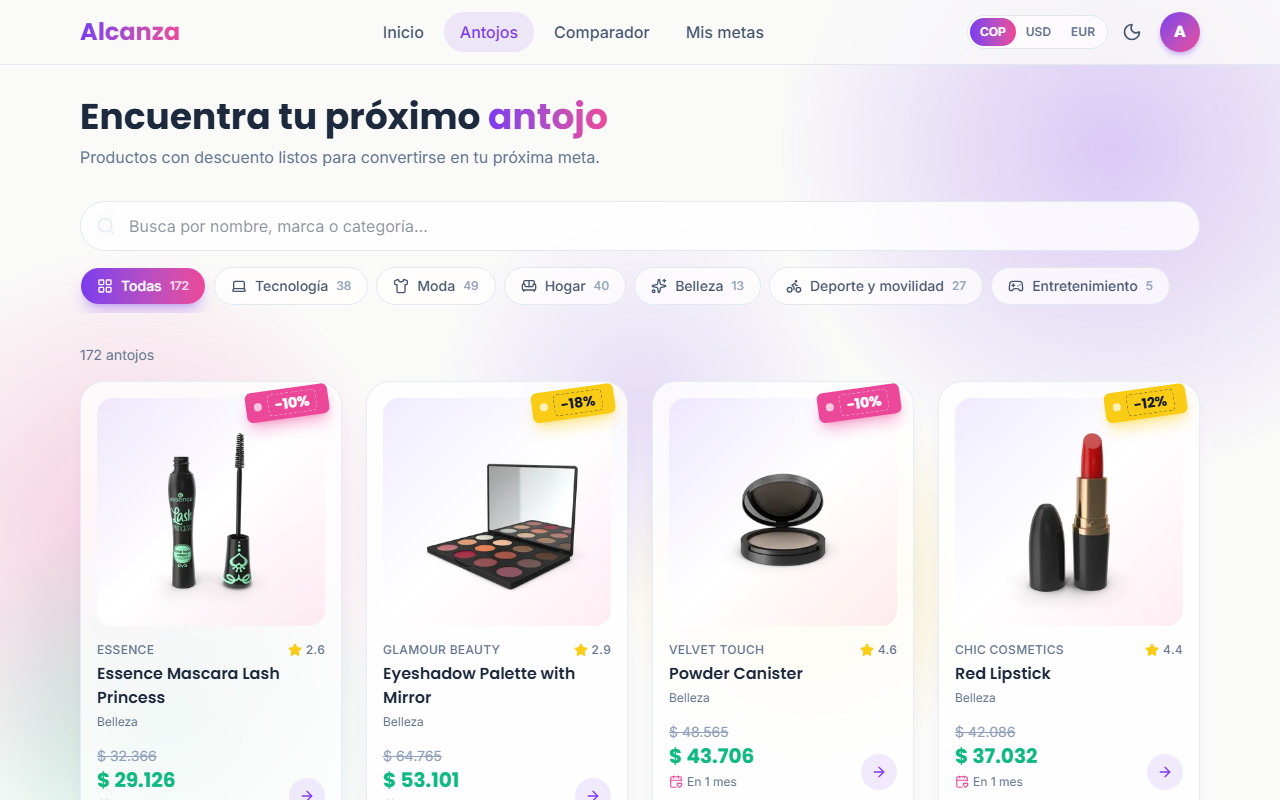 Alcanza
Inicio
Antojos
Comparador
Mis metas
COP
USD
EUR
A
Encuentra tu próximo antojo
Productos con descuento listos para convertirse en tu próxima meta.
Busca por nombre, marca o categoría…
Todas 172
Tecnología 38
Moda 49
Hogar 40
Belleza 13
Deporte y movilidad 27
Entretenimiento 5
172 antojos
-10%
-18%
-10%
-12%
essence
Lash
PRINCESS
ESSENCE
2.6
Essence Mascara Lash
Princess
Belleza
$ 32.366
$ 29.126
GLAMOUR BEAUTY
2.9
Eyeshadow Palette with
Mirror
Belleza
$ 64.765
$ 53.101
VELVET TOUCH
4.6
Powder Canister
Belleza
$ 48.565
$ 43.706
En 1 mes
CHIC COSMETICS
4.4
Red Lipstick
Belleza
$ 42.086
$ 37.032
En 1 mes